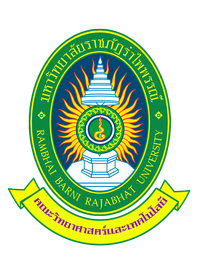 มหาวิทยาลัยราชภัฏรำไพพรรณี
RAMBHAI BARNI RAJABHAT UNIVERSITY
คณะวิทยาศาสตร์และเทคโนโลยี